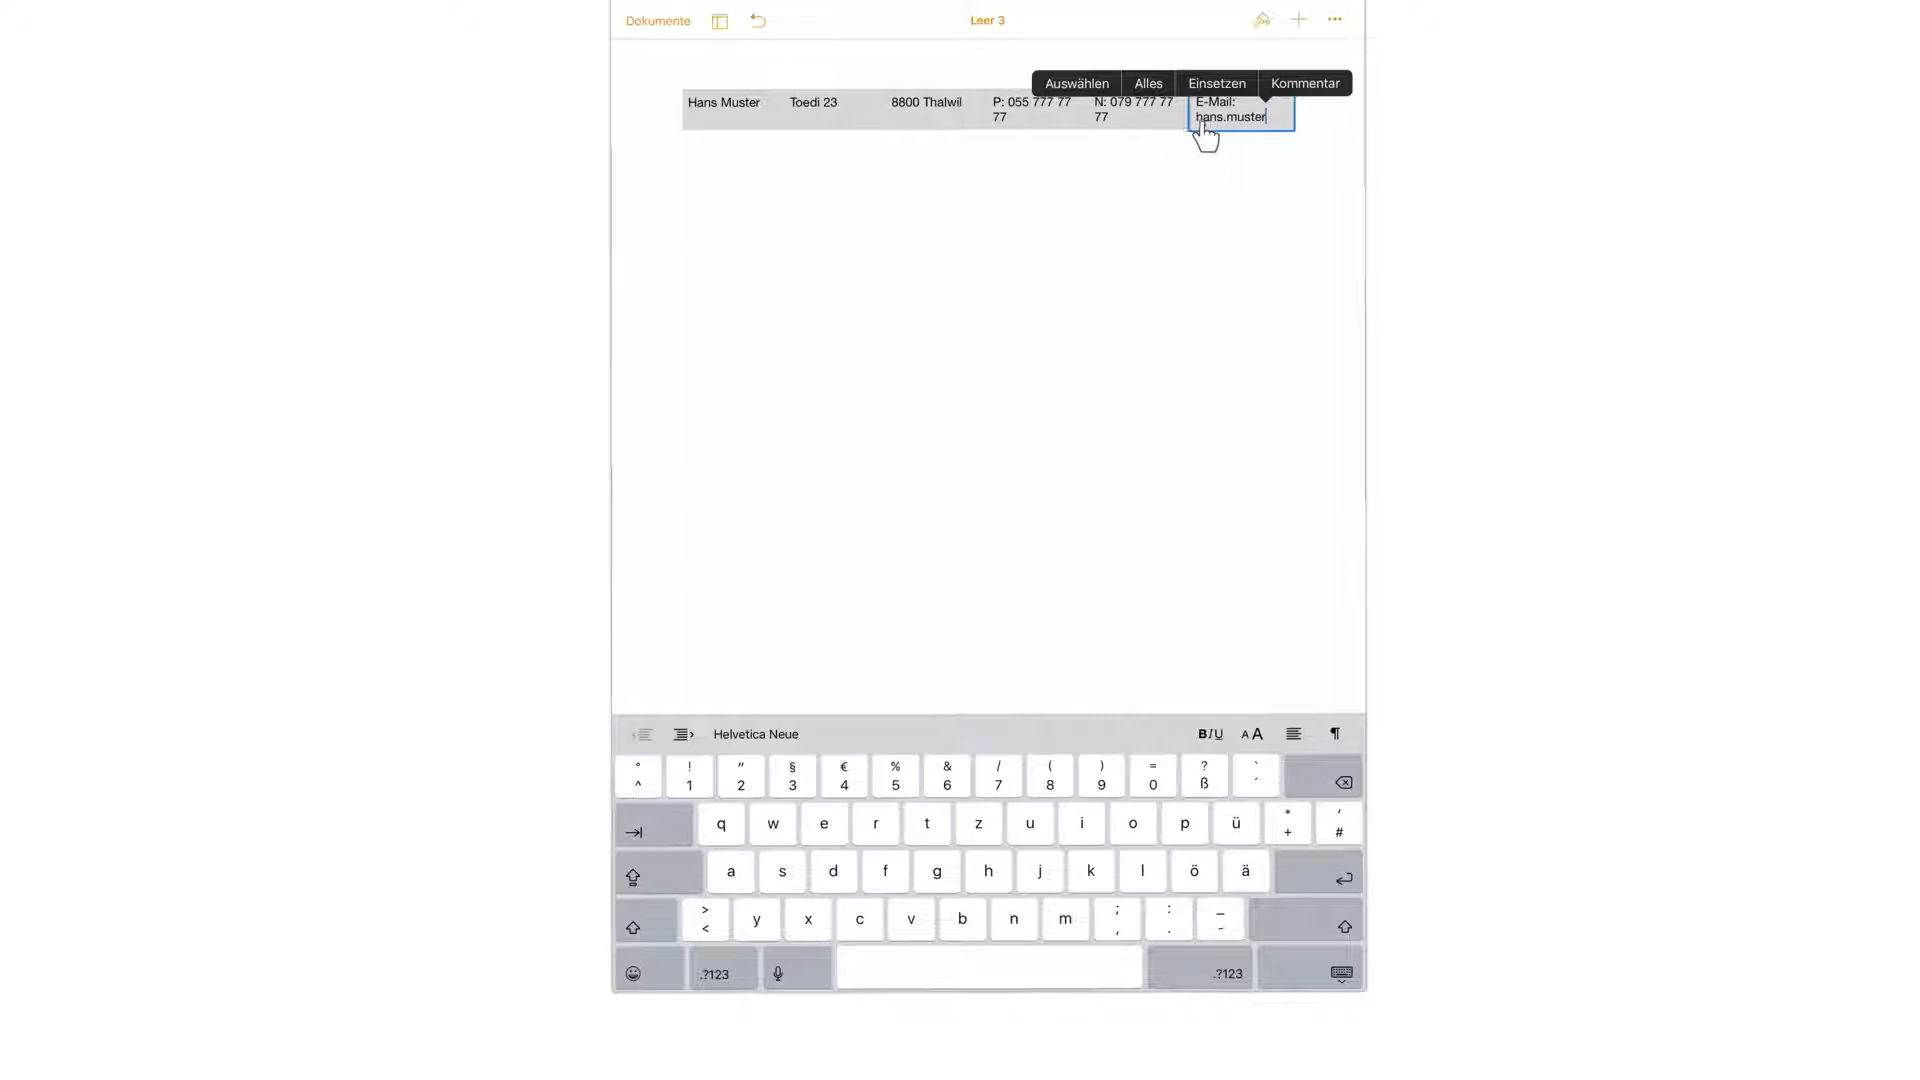 Dokumente
Leer 3
Auswählen Alles Einsetzen Kommentar
Hans Muster Toedi 23 8800 Thalwil P: 055 777 77 N: 079 777 77 E-Mail:
77 77 hans.muster
Helvetica Neue BIU AA ¶
° ! " § € % & / ( ) = ? `
^ 1 2 3 4 5 6 7 8 9 0 ß ´
q w e r t z u i o p ü * '
+ #
a s d f g h j k l ö ä
> y x c v b n m ; : _
< , . -
.?123 .?123